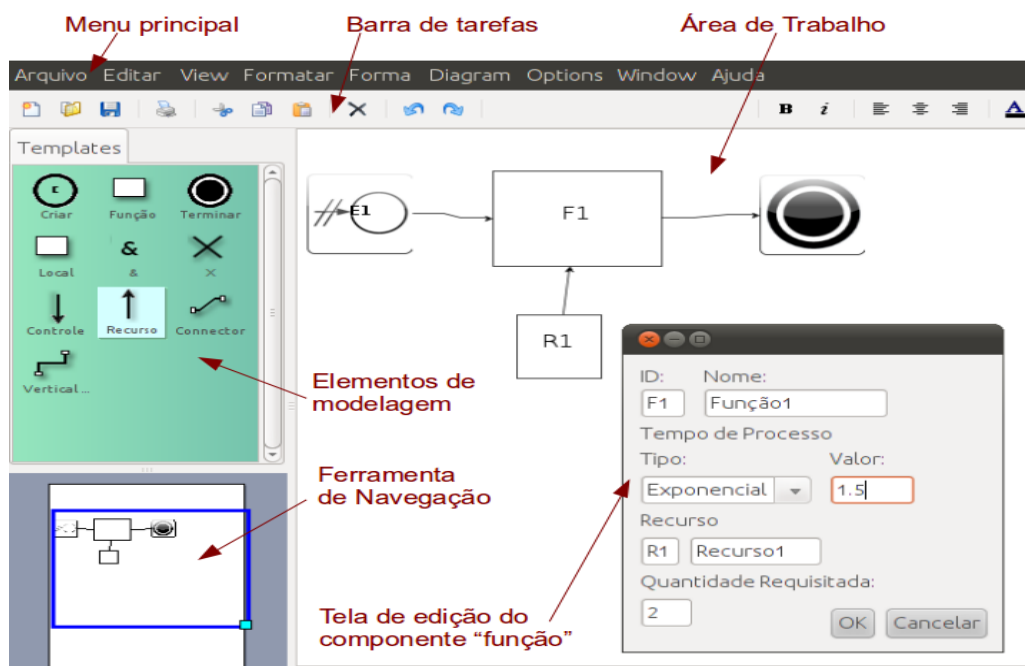 Menu principal
Barra de tarefas
Área de Trabalho
Arquivo Editar View Formatar Forma Diagram Options Window Ajuda
B i A
Templates
E
Criar Função Terminar
&
Local & X
Controle Recurso Connector
Vertical...
E1
F1
R1
Elementos de
modelagem
Ferramenta
de Navegação
Tela de edição do
componente “função”
ID: Nome:
F1 Função1
Tempo de Processo
Tipo: Valor:
Exponencial 1.5
Recurso
R1 Recurso1
Quantidade Requisitada:
2
OK Cancelar